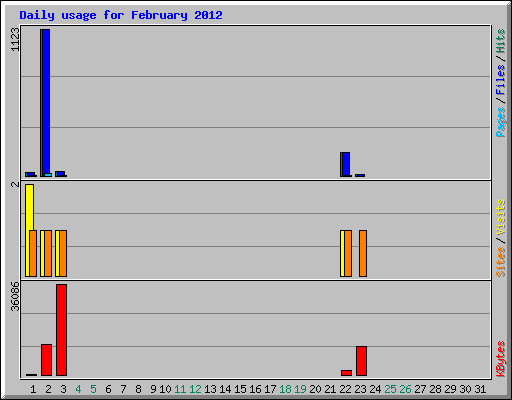 Daily usage for February 2012
1123
Pages / Files / Hits
2
Sites / Visits
36086
KBytes
1 2 3 4 5 6 7 8 9 10 11 12 13 14 15 16 17 18 19 20 21 22 23 24 25 26 27 28 29 30 31